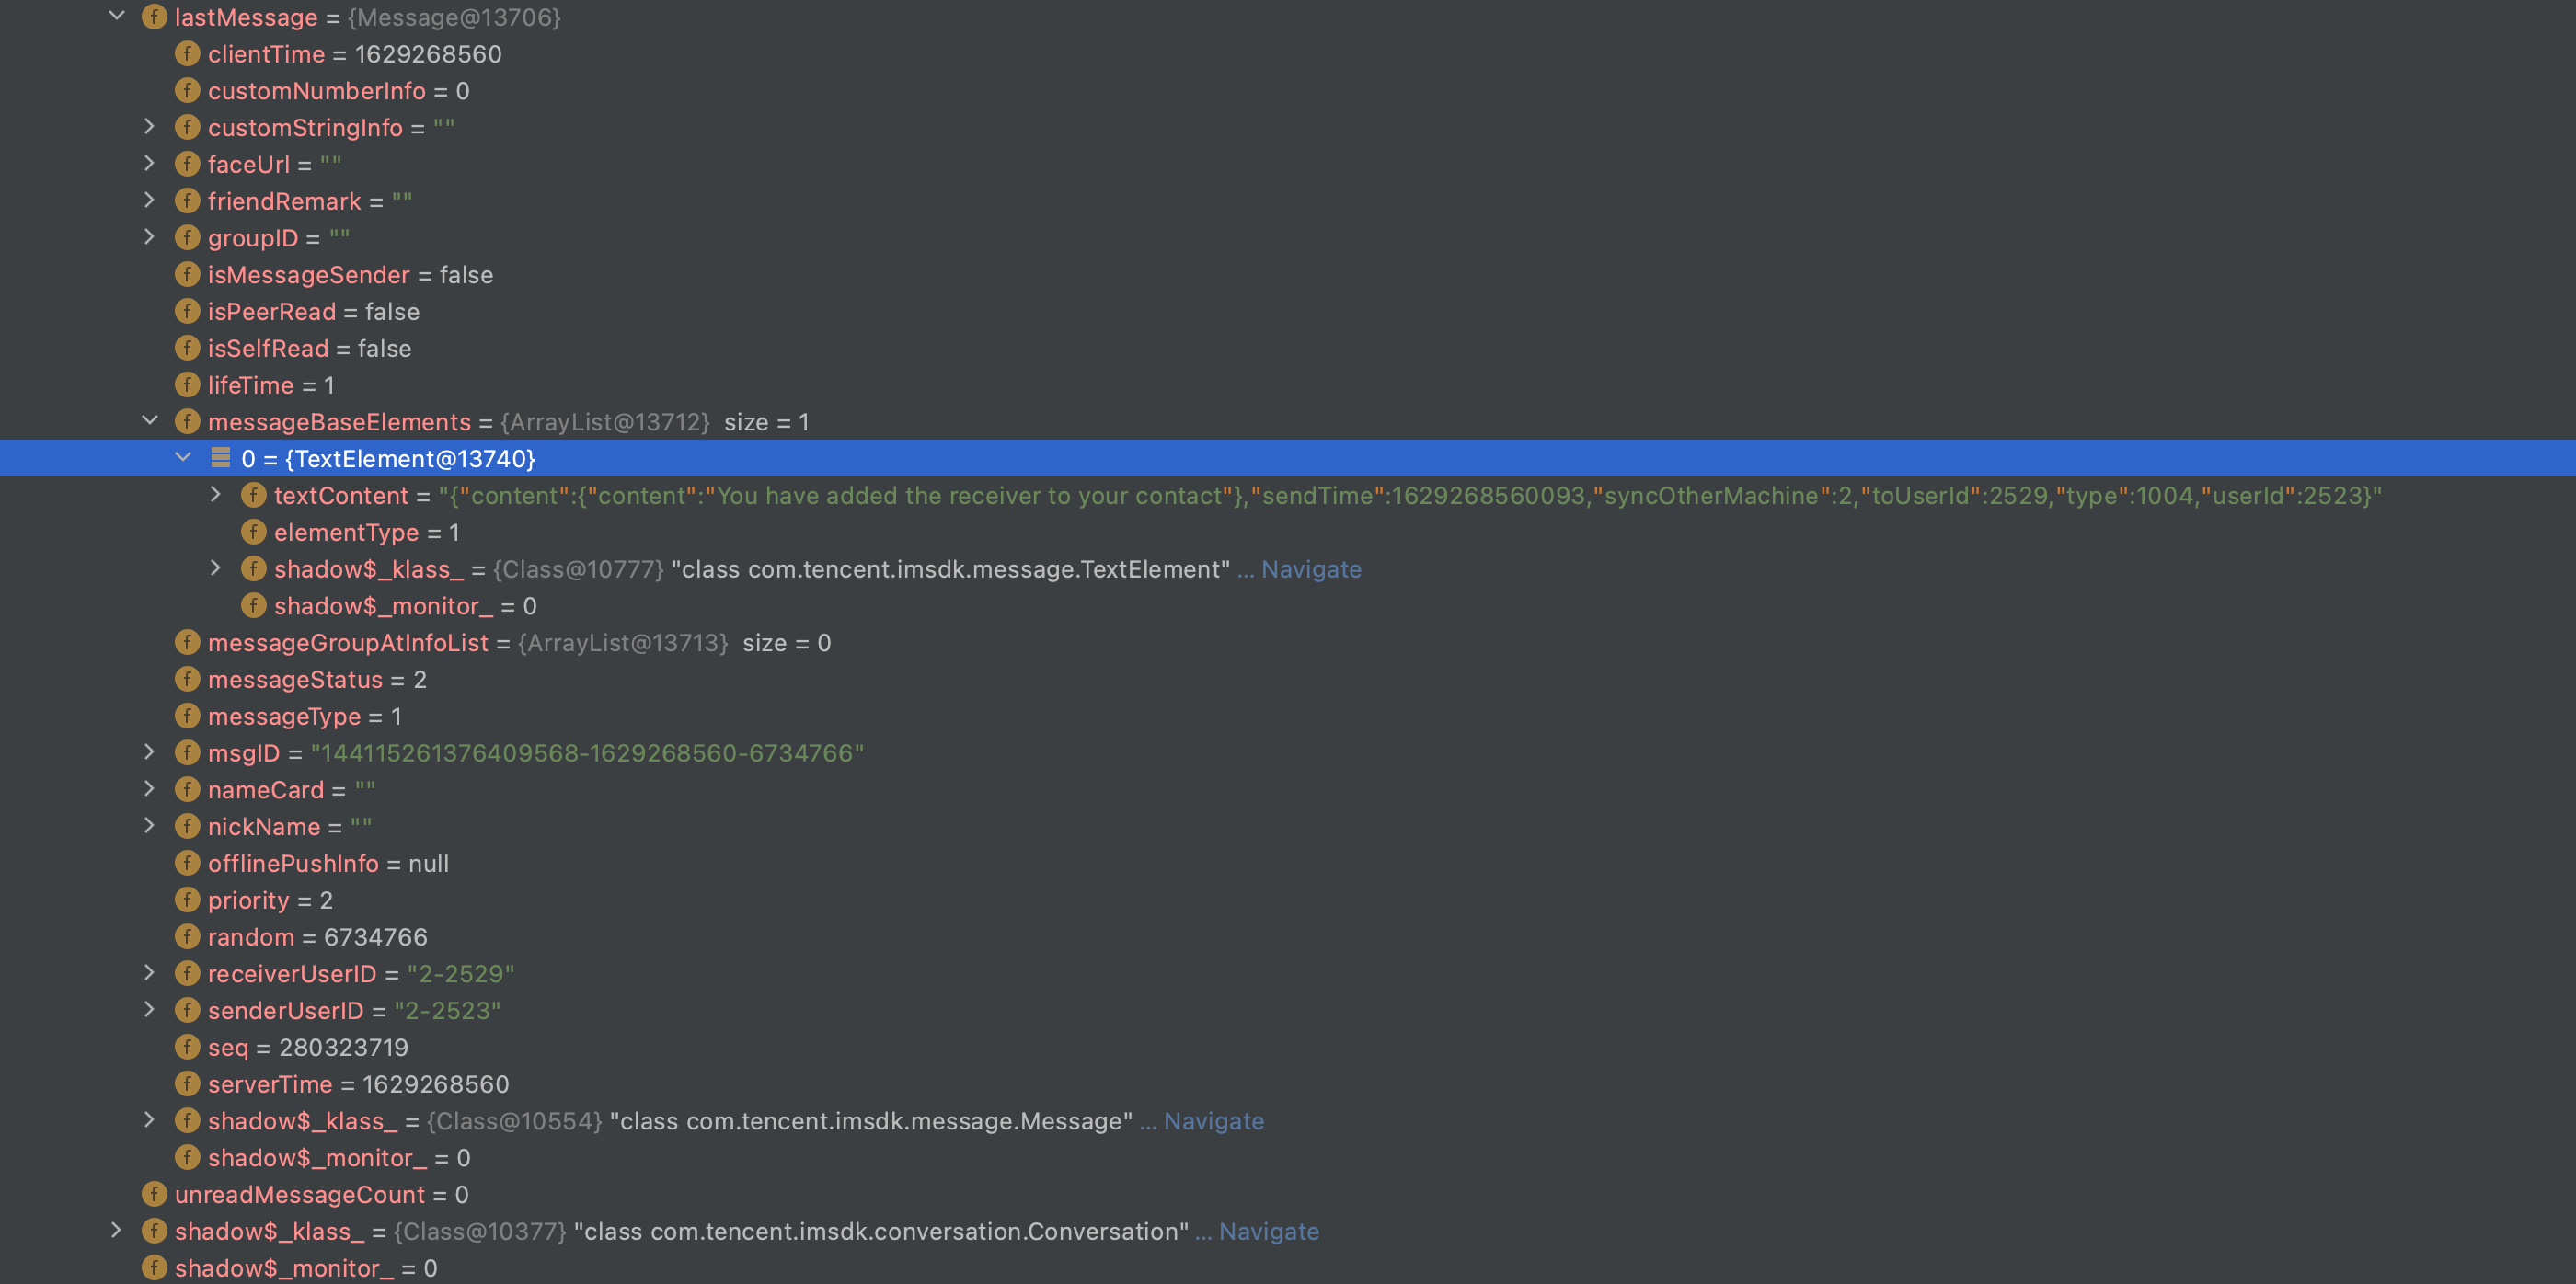 lastMessage = {Message@13706}
clientTime = 1629268560
customNumberInfo = 0
customStringInfo = ""
faceUrl = ""
friendRemark = ""
groupID = ""
isMessageSender = false
isPeerRead = false
isSelfRead = false
lifeTime = 1
messageBaseElements = {ArrayList@13712} size = 1
0 = {TextElement@13740}
textContent = "{"content":{"content":"You have added the receiver to your contact"},"sendTime":1629268560093,"syncOtherMachine":2,"toUserId":2529,"type":1004,"userId":2523}"
elementType = 1
shadow$_klass_ = {Class@10777} "class com.tencent.imsdk.message.TextElement" ... Navigate
shadow$_monitor_ = 0
messageGroupAtInfoList = {ArrayList@13713} size = 0
messageStatus = 2
messageType = 1
msgID = "144115261376409568-1629268560-6734766"
nameCard = ""
nickName = ""
offlinePushInfo = null
priority = 2
random = 6734766
receiverUserID = "2-2529"
senderUserID = "2-2523"
seq = 280323719
serverTime = 1629268560
shadow$_klass_ = {Class@10554} "class com.tencent.imsdk.message.Message" ... Navigate
shadow$_monitor_ = 0
unreadMessageCount = 0
shadow$_klass_ = {Class@10377} "class com.tencent.imsdk.conversation.Conversation" ... Navigate
shadow$_monitor_ = 0